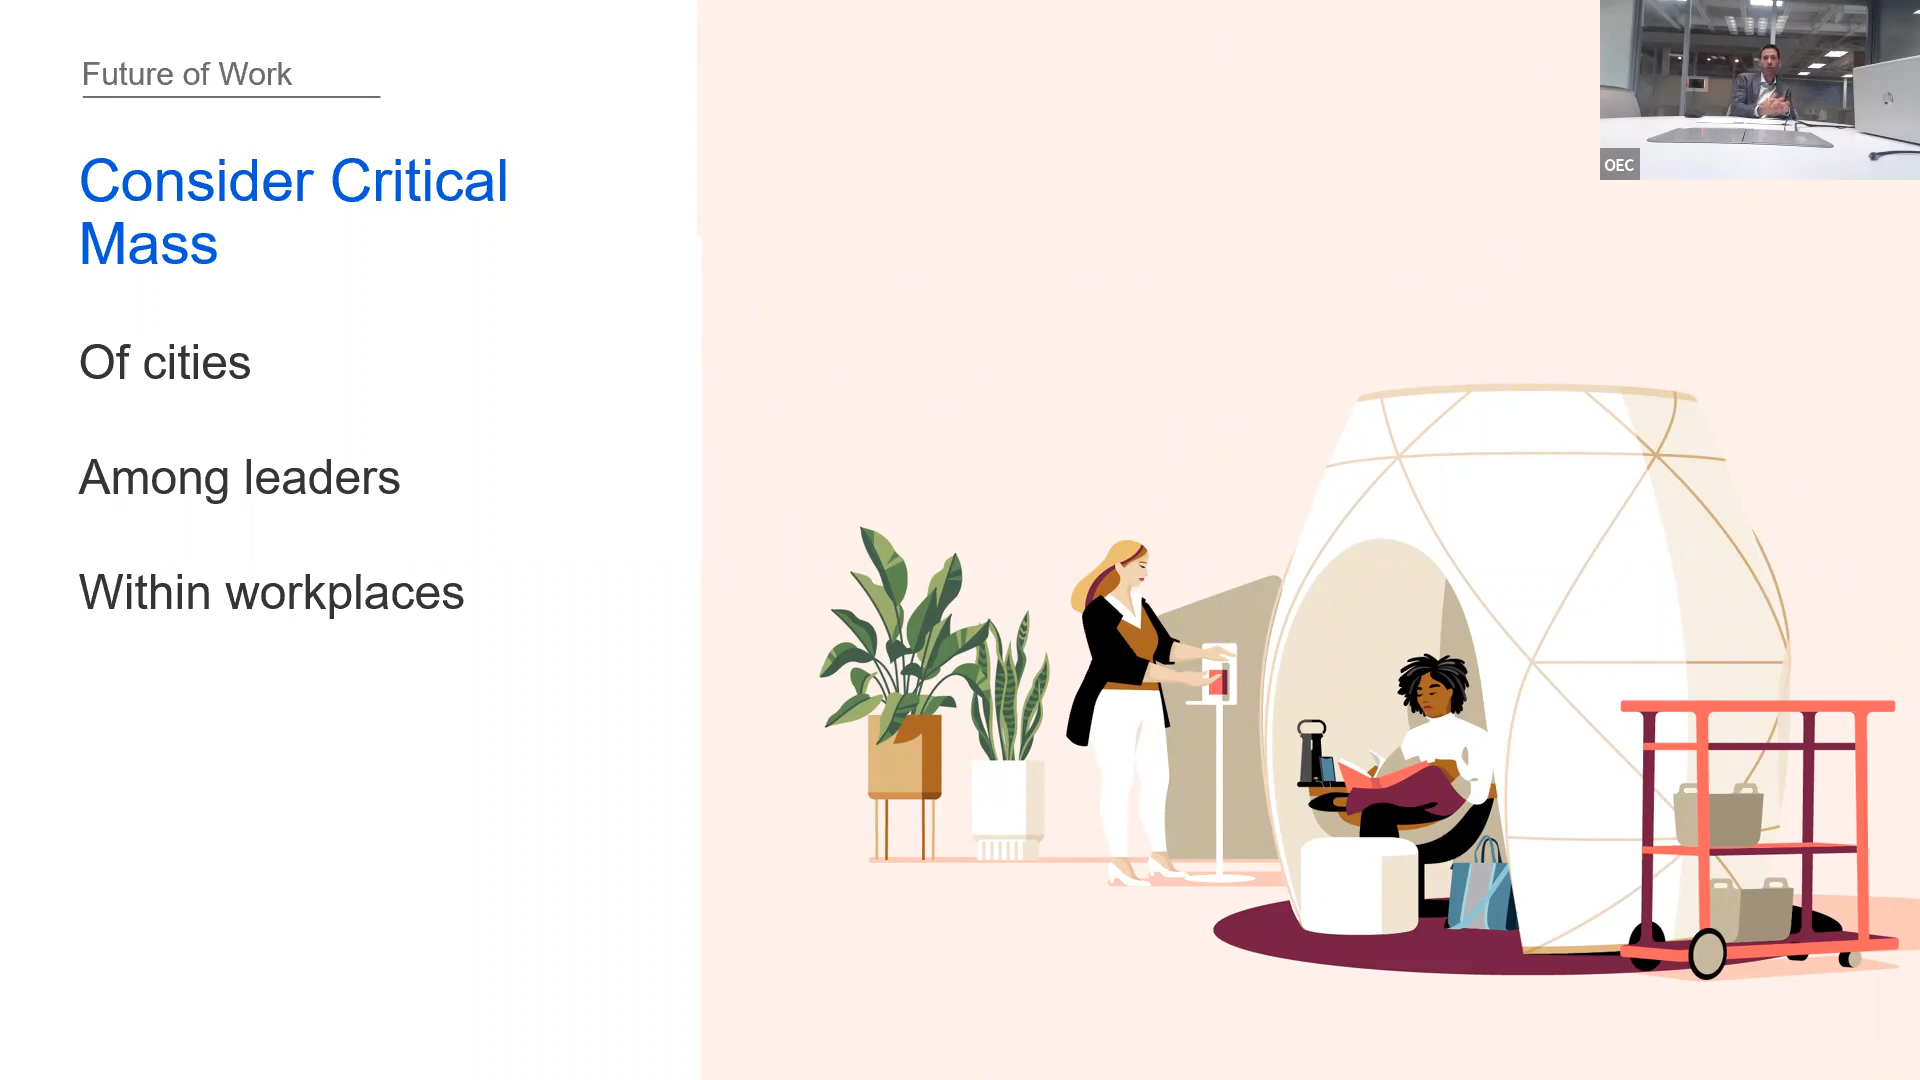 Future of Work
Consider Critical
Mass
Of cities
Among leaders
Within workplaces
OEC